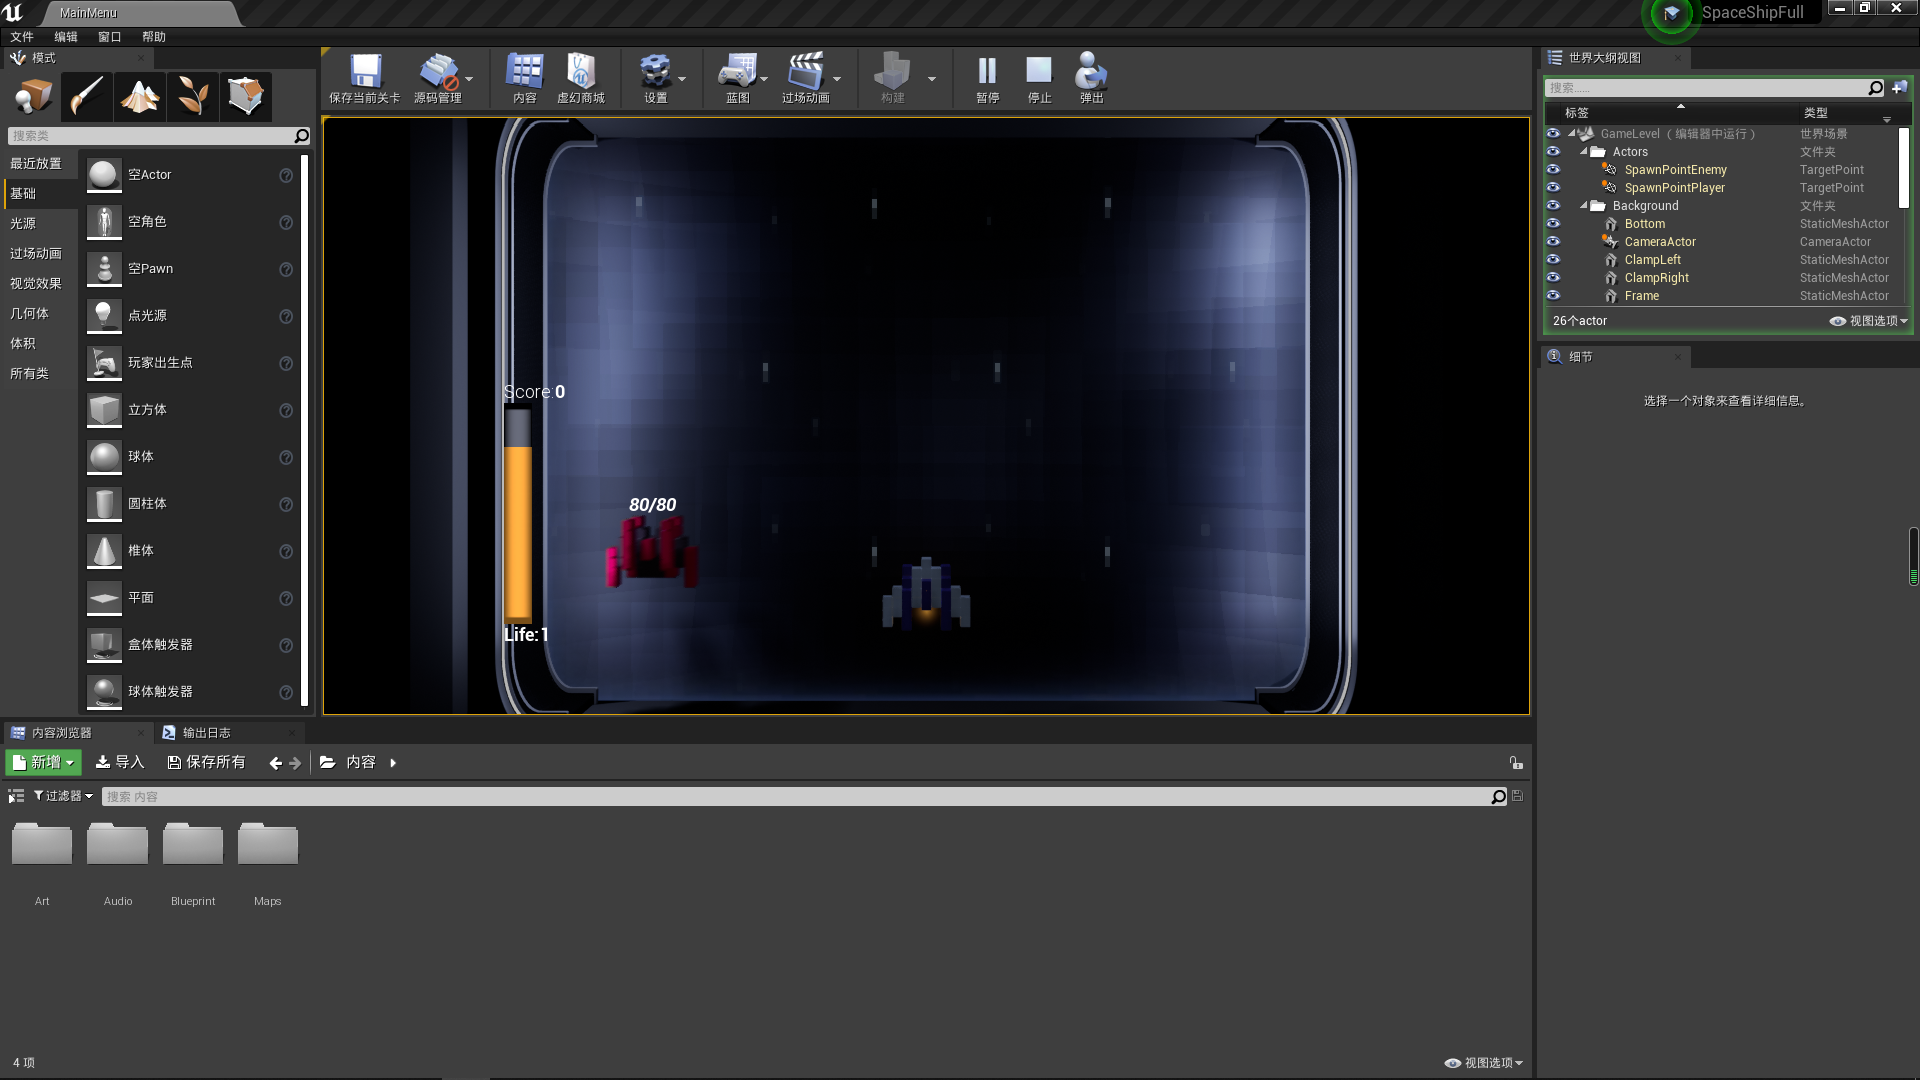 MainMenu
SpaceShipFull
文件 编辑 窗口 帮助
模式
搜索类
最近放置
基础
光源
过场动画
视觉效果
几何体
体积
所有类
空Actor
空角色
空Pawn
点光源
玩家出生点
立方体
球体
圆柱体
椎体
平面
盒体触发器
球体触发器
保存当前关卡 源码管理 内容 虚幻商城 设置 蓝图 过场动画 构建 暂停 停止 弹出
Score:0
80/80
Life:1
世界大纲视图
搜索......
标签 类型
GameLevel （编辑器中运行） 世界场景
Actors 文件夹
SpawnPointEnemy TargetPoint
SpawnPointPlayer TargetPoint
Background 文件夹
Bottom StaticMeshActor
CameraActor CameraActor
ClampLeft StaticMeshActor
ClampRight StaticMeshActor
Frame StaticMeshActor
26个actor 视图选项
细节
选择一个对象来查看详细信息。
内容浏览器 输出日志
新增 导入 保存所有 内容
过滤器 搜索 内容
Art Audio Blueprint Maps
4 项 视图选项